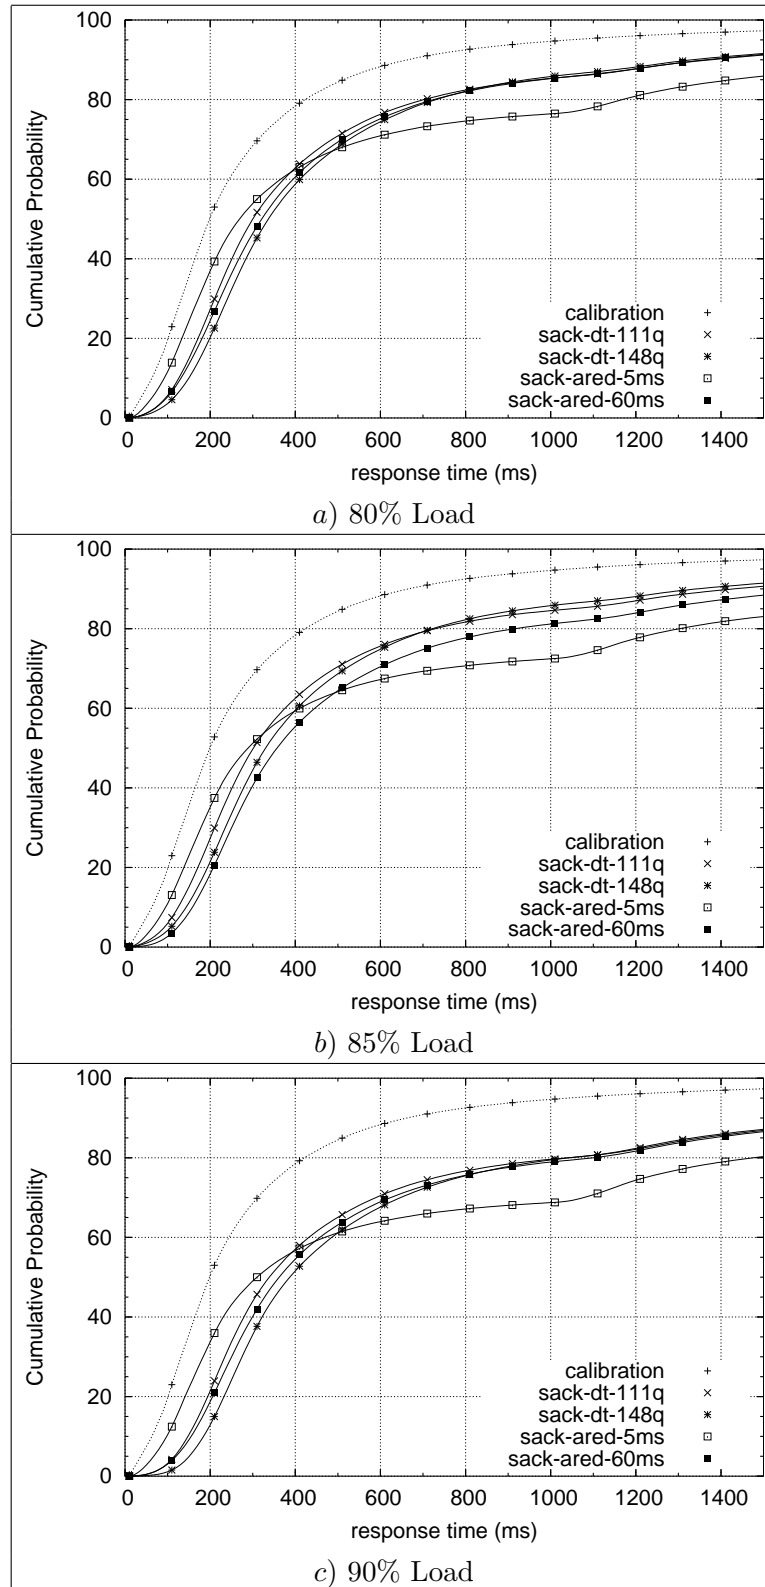 100
80
60
40
20
0
Cumulative Probability
calibration
sack-dt-111q
sack-dt-148q
sack-ared-5ms
sack-ared-60ms
0 200 400 600 800 1000 1200 1400
response time (ms)
a) 80% Load
100
80
60
40
20
0
Cumulative Probability
calibration
sack-dt-111q
sack-dt-148q
sack-ared-5ms
sack-ared-60ms
0 200 400 600 800 1000 1200 1400
response time (ms)
b) 85% Load
100
80
60
40
20
0
Cumulative Probability
calibration
sack-dt-111q
sack-dt-148q
sack-ared-5ms
sack-ared-60ms
0 200 400 600 800 1000 1200 1400
response time (ms)
c) 90% Load